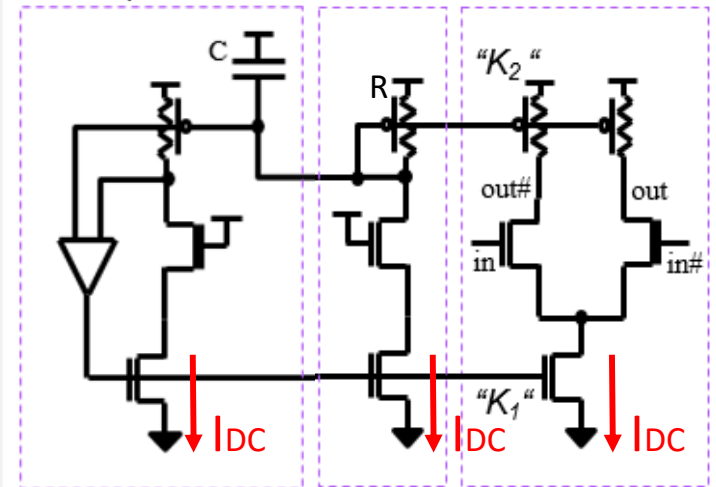 C
R
"K2"
out#
out
in
in#
"K1"
IDC
IDC
IDC